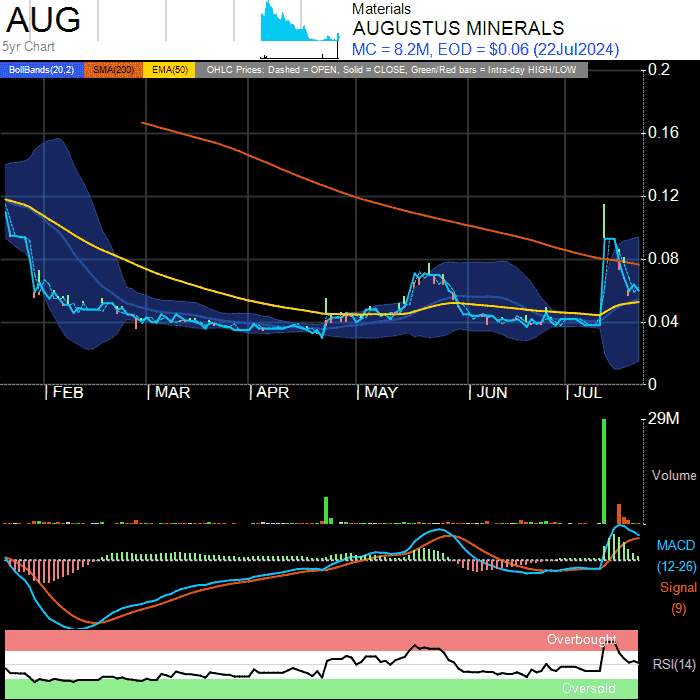 AUG
5yr Chart
Materials
AUGUSTUS MINERALS
MC = 8.2M, EOD = $0.06 (22Jul2024)
BollBands(20,2) SMA(200) EMA(50) OHLC Prices: Dashed = OPEN, Solid = CLOSE, Green/Red bars = Intra-day HIGH/LOW
0.2
0.16
0.12
0.08
0.04
0
FEB MAR APR MAY JUN JUL
29M
Volume
MACD
(12-26)
Signal
(9)
Overbought
RSI(14)
Oversold